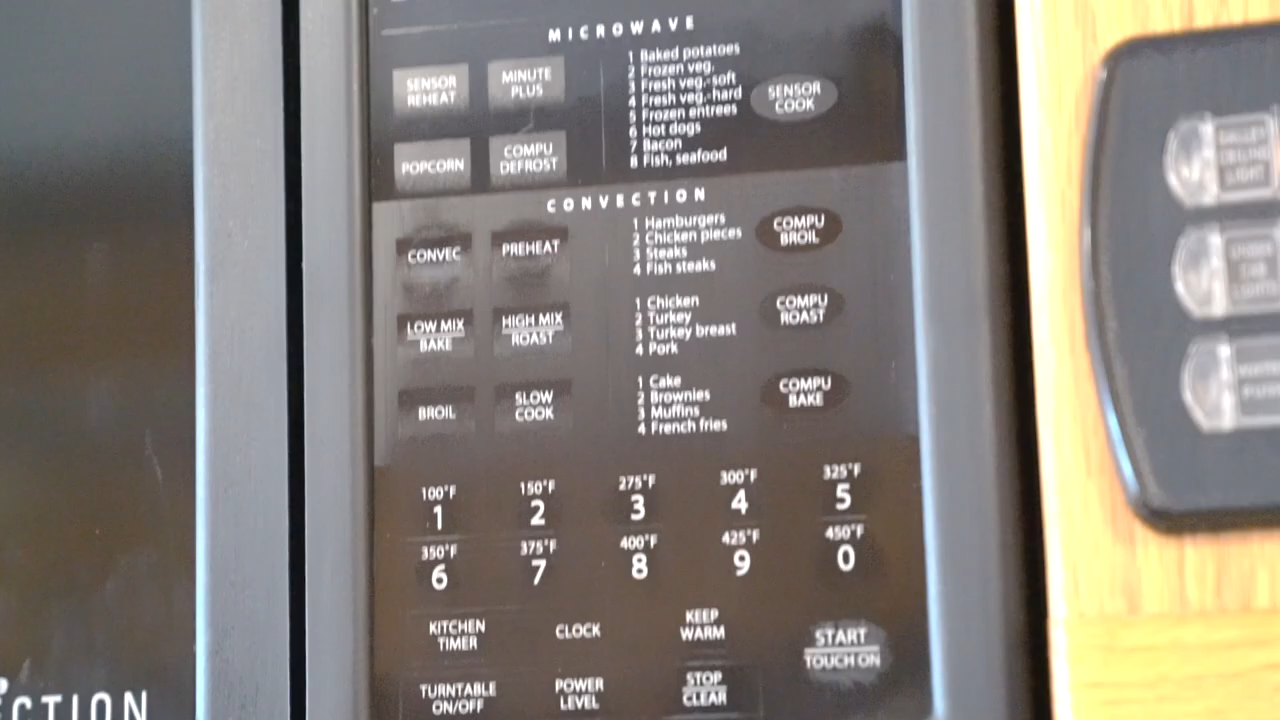 MICROWAVE
SENSOR
REHEAT
MINUTE
PLUS
POPCORN
COMPU
DEFROST
1 Baked potatoes
2 Frozen veg.
3 Fresh veg.-soft
4 Fresh veg.-hard
5 Frozen entrees
6 Hot dogs
7 Bacon
8 Fish, seafood
SENSOR
COOK
CONVECTION
CONVEC
PREHEAT
LOW MIX
BAKE
HIGH MIX
ROAST
BROIL
SLOW
COOK
1 Hamburgers
2 Chicken pieces
3 Steaks
4 Fish steaks
COMPU
BROIL
1 Chicken
2 Turkey
3 Turkey breast
4 Pork
COMPU
ROAST
1 Cake
2 Brownies
3 Muffins
4 French fries
COMPU
BAKE
100°F 150°F 275°F 300°F 325°F
1 2 3 4 5
350°F 375°F 400°F 425°F 450°F
6 7 8 9 0
KITCHEN
TIMER
CLOCK
KEEP
WARM
START
TOUCH ON
TURNTABLE
ON/OFF
POWER
LEVEL
STOP
CLEAR
CTION
GALLEY
CEILING
LIGHT